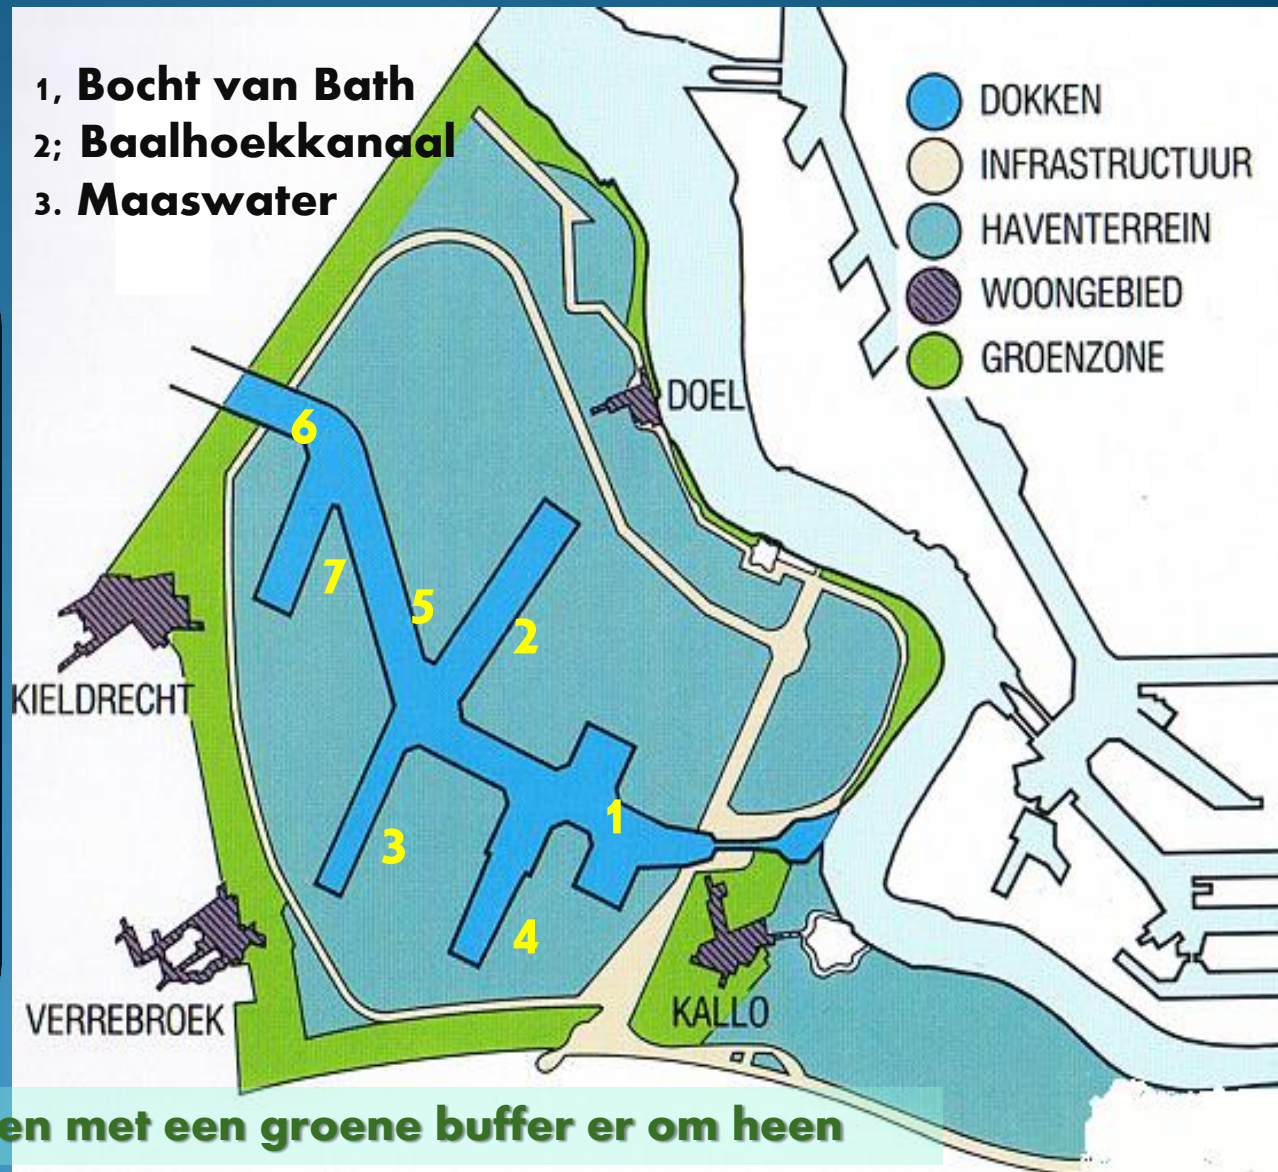 1, Bocht van Bath
2; Baalhoekkanaal
3. Maaswater
DOKKEN
INFRASTRUCTUUR
HAVENTERREIN
WOONGEBIED
GROENZONE
DOEL
6
7
5
2
KIELDRECHT
1
3
4
VERREBROEK
KALLO
en met een groene buffer er om heen